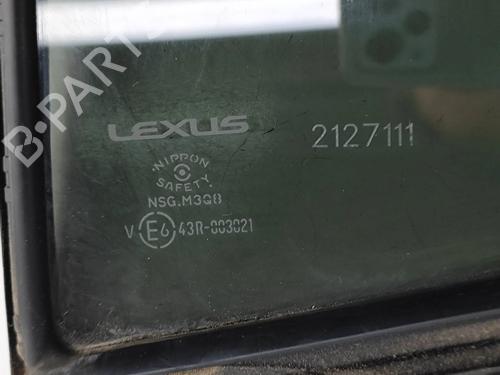 B-PARTS
LEXUS
2127111
NIPPON
SAFETY
NSG.M3Q8
V E6 43R-003021